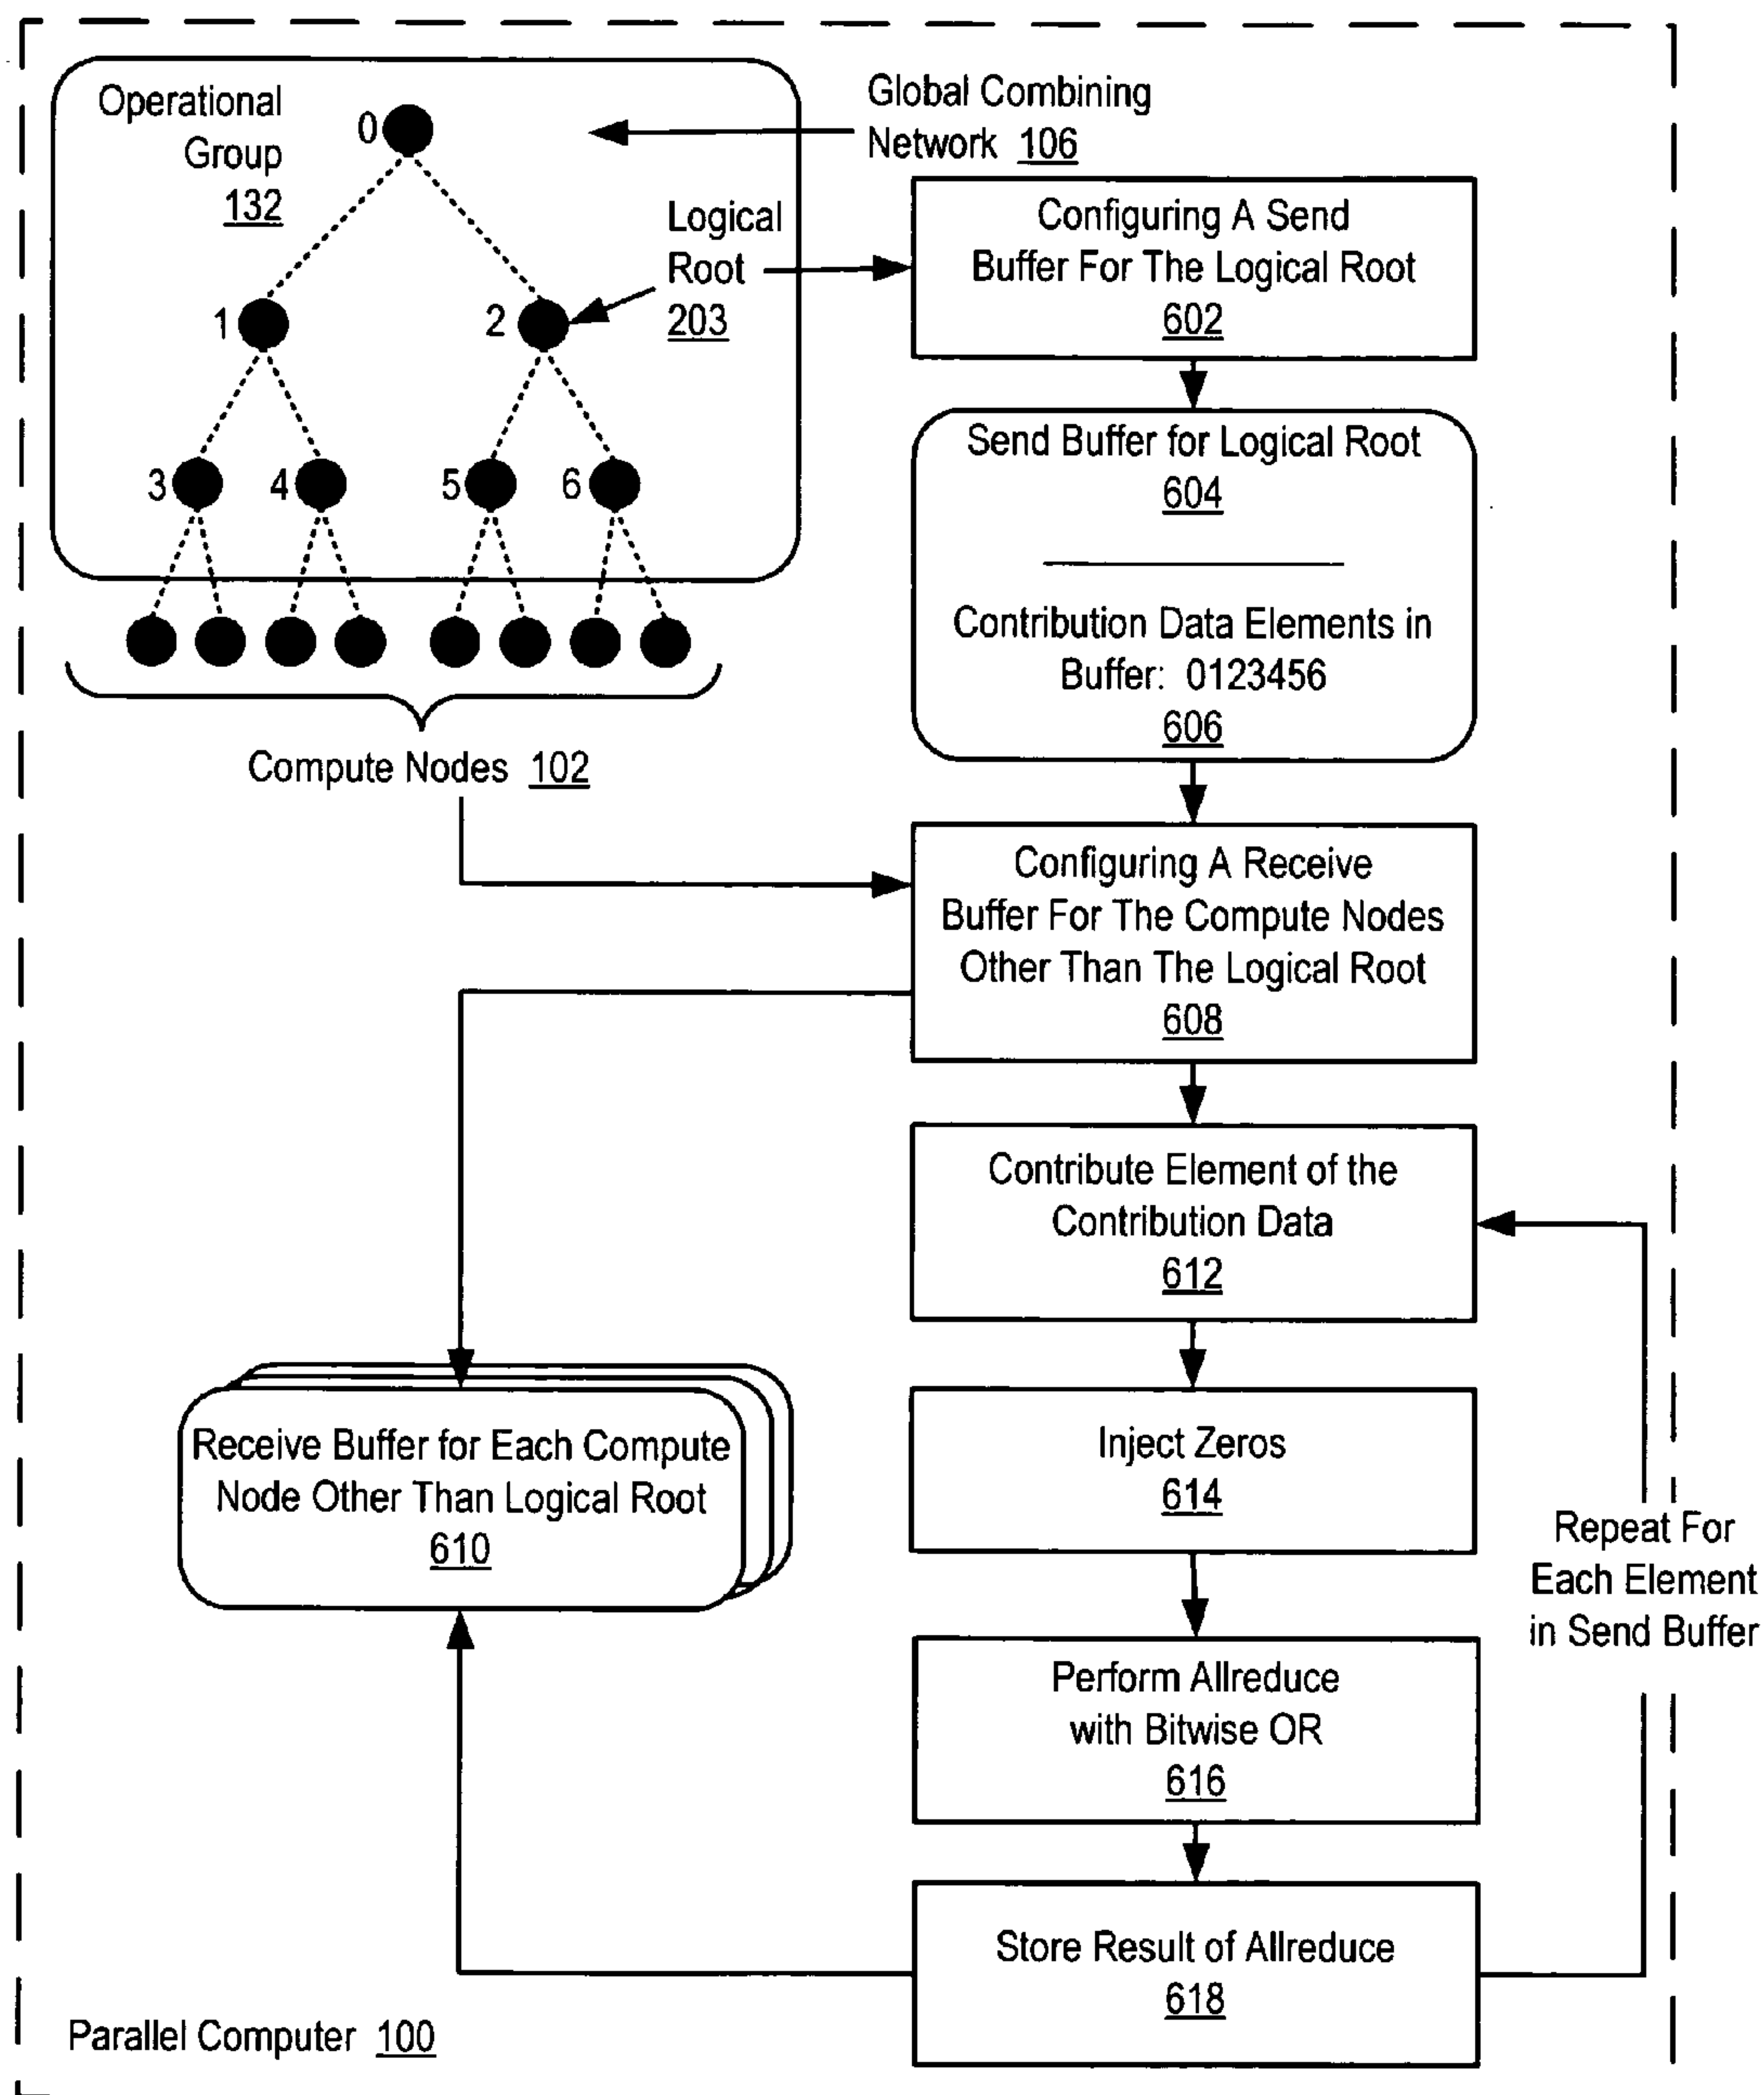 Operational
Group
132
0
Global Combining
Network 106
Logical
Root
203
1
2
3
4
5
6
Compute Nodes 102
Configuring A Send
Buffer For The Logical Root
602
Send Buffer for Logical Root
604
Contribution Data Elements in
Buffer: 0123456
606
Configuring A Receive
Buffer For The Compute Nodes
Other Than The Logical Root
608
Contribute Element of the
Contribution Data
612
Receive Buffer for Each Compute
Node Other Than Logical Root
610
Inject Zeros
614
Repeat For
Each Element
in Send Buffer
Perform Allreduce
with Bitwise OR
616
Store Result of Allreduce
618
Parallel Computer 100